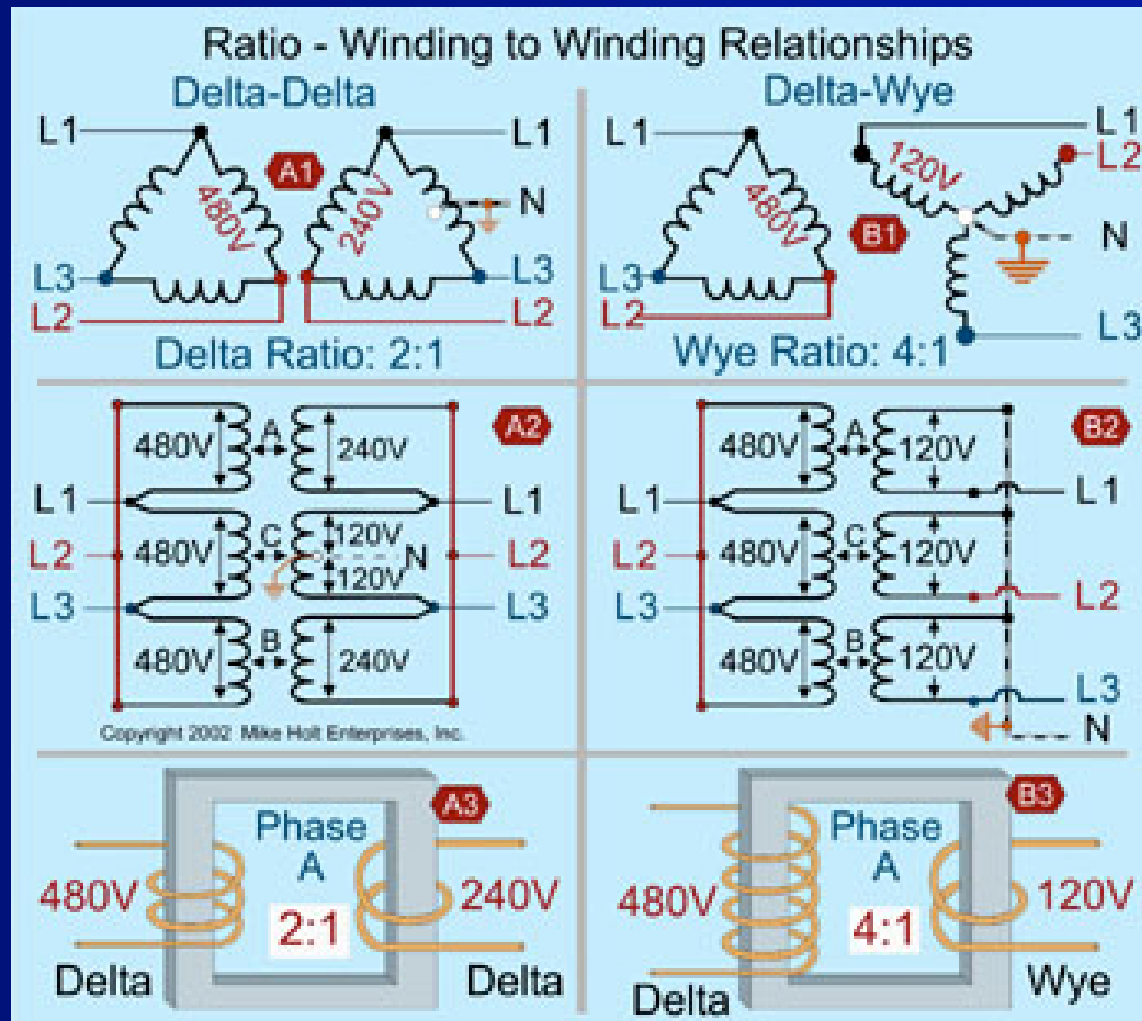 Ratio - Winding to Winding Relationships
Delta-Delta
L1
L1
A1
480V
240V
N
L3
L3
L2
L2
Delta Ratio: 2:1
Delta-Wye
L1
L1
L2
120V
480V
B1
N
L3
L2
L3
Wye Ratio: 4:1
A2
480V
A
240V
L1
L1
480V
C
120V
L2
N
L2
120V
L3
L3
480V
B
240V
Copyright 2002 Mike Holt Enterprises, Inc.
B2
480V
A
120V
L1
L1
480V
C
120V
L2
L2
L3
480V
B
120V
L3
N
A3
Phase
A
480V
240V
2:1
Delta
Delta
B3
Phase
A
480V
120V
4:1
Delta
Wye